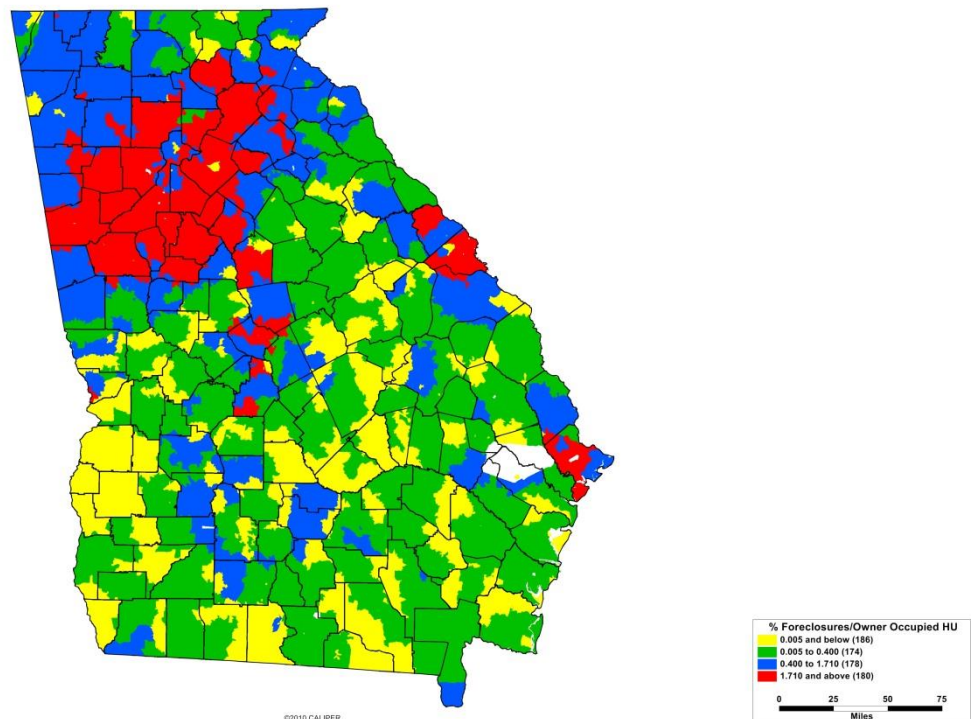 % Foreclosures/Owner Occupied HU
0.005 and below (186)
0.005 to 0.400 (174)
0.400 to 1.710 (178)
1.710 and above (180)
0 25 50 75
Miles
©2010 CALIPER